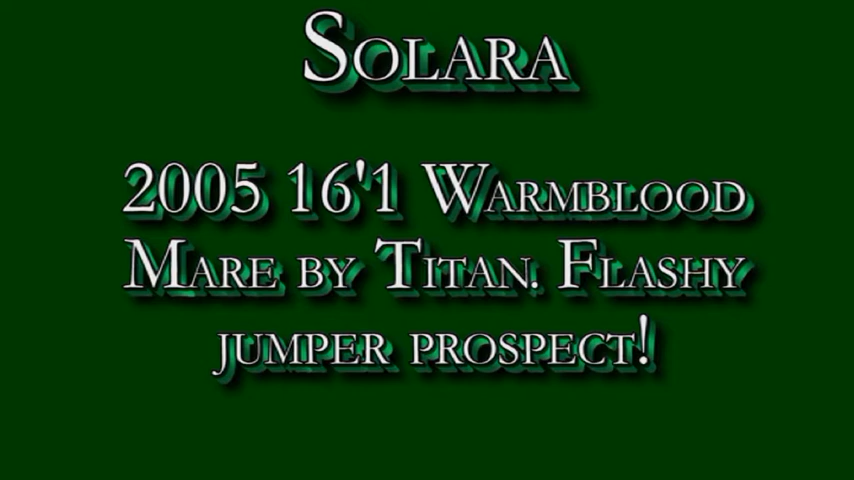 Solara
2005 16'1 Warmblood
Mare by Titan. Flashy
jumper prospect!